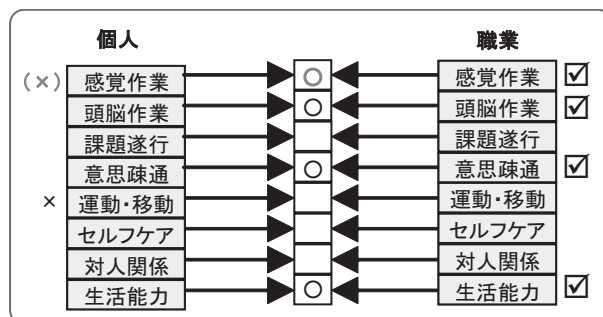 個人 職業
(×) 感覚作業 ○ 感覚作業 ☑
頭脳作業 ○ 頭脳作業 ☑
課題遂行 課題遂行
意思疎通 ○ 意思疎通 ☑
× 運動・移動 運動・移動
セルフケア セルフケア
対人関係 対人関係
生活能力 ○ 生活能力 ☑